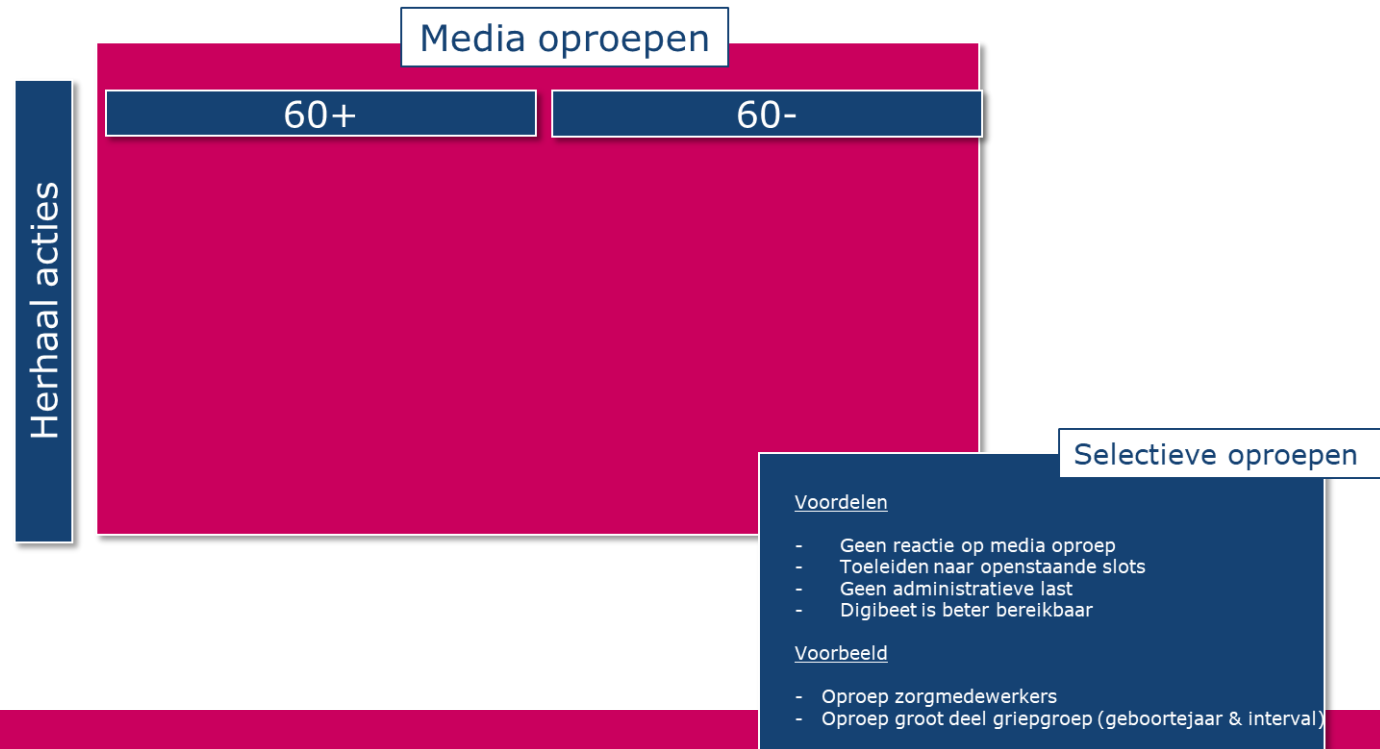 Media oproepen
60+
60-
Herhaal acties
Selectieve oproepen
Voordelen
- Geen reactie op media oproep
- Toeleiden naar openstaande slots
- Geen administratieve last
- Digibeet is beter bereikbaar
Voorbeeld
- Oproep zorgmedewerkers
- Oproep groot deel griepgroep (geboortejaar & interval)